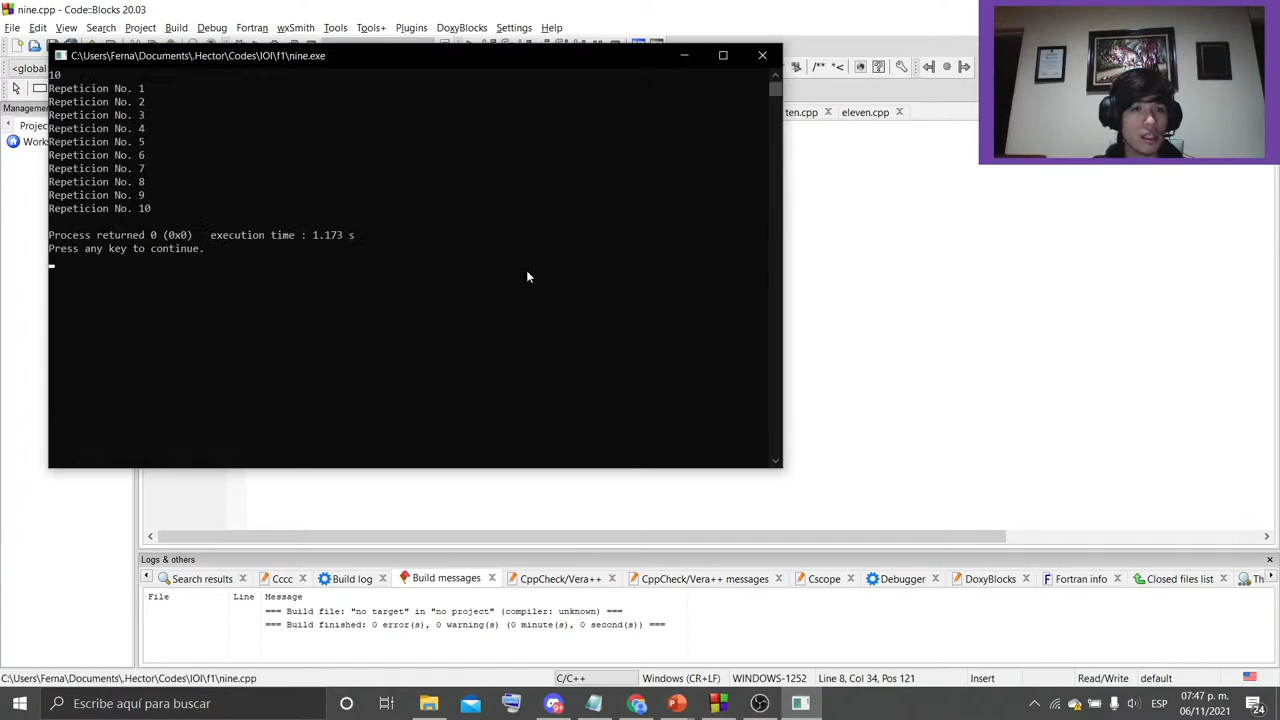 nine.cpp - Code::Blocks 20.03
File Edit View Search Project Build Debug Fortran wxSmith Tools Tools+ Plugins DoxyBlocks Settings Help
C:\Users\Ferna\Documents\.Hector\Codes\IOI\f1\nine.exe
<global
/** *<
10
Repeticion No. 1
Repeticion No. 2
Repeticion No. 3
Repeticion No. 4
Repeticion No. 5
Repeticion No. 6
Repeticion No. 7
Repeticion No. 8
Repeticion No. 9
Repeticion No. 10
Process returned 0 (0x0) execution time : 1.173 s
Press any key to continue.
Management
Projec
Work
ten.cpp eleven.cpp
Logs & others
Search results Cccc Build log Build messages CppCheck/Vera++ CppCheck/Vera++ messages Cscope Debugger DoxyBlocks Fortran info Closed files list Th
File Line Message
=== Build file: "no target" in "no project" (compiler: unknown) ===
=== Build finished: 0 error(s), 0 warning(s) (0 minute(s), 0 second(s)) ===
C:\Users\Ferna\Documents\.Hector\Codes\IOI\f1\nine.cpp C/C++ Windows (CR+LF) WINDOWS-1252 Line 8, Col 34, Pos 121 Insert Read/Write default
Escribe aquí para buscar
ESP
07:47 p. m.
06/11/2021
24